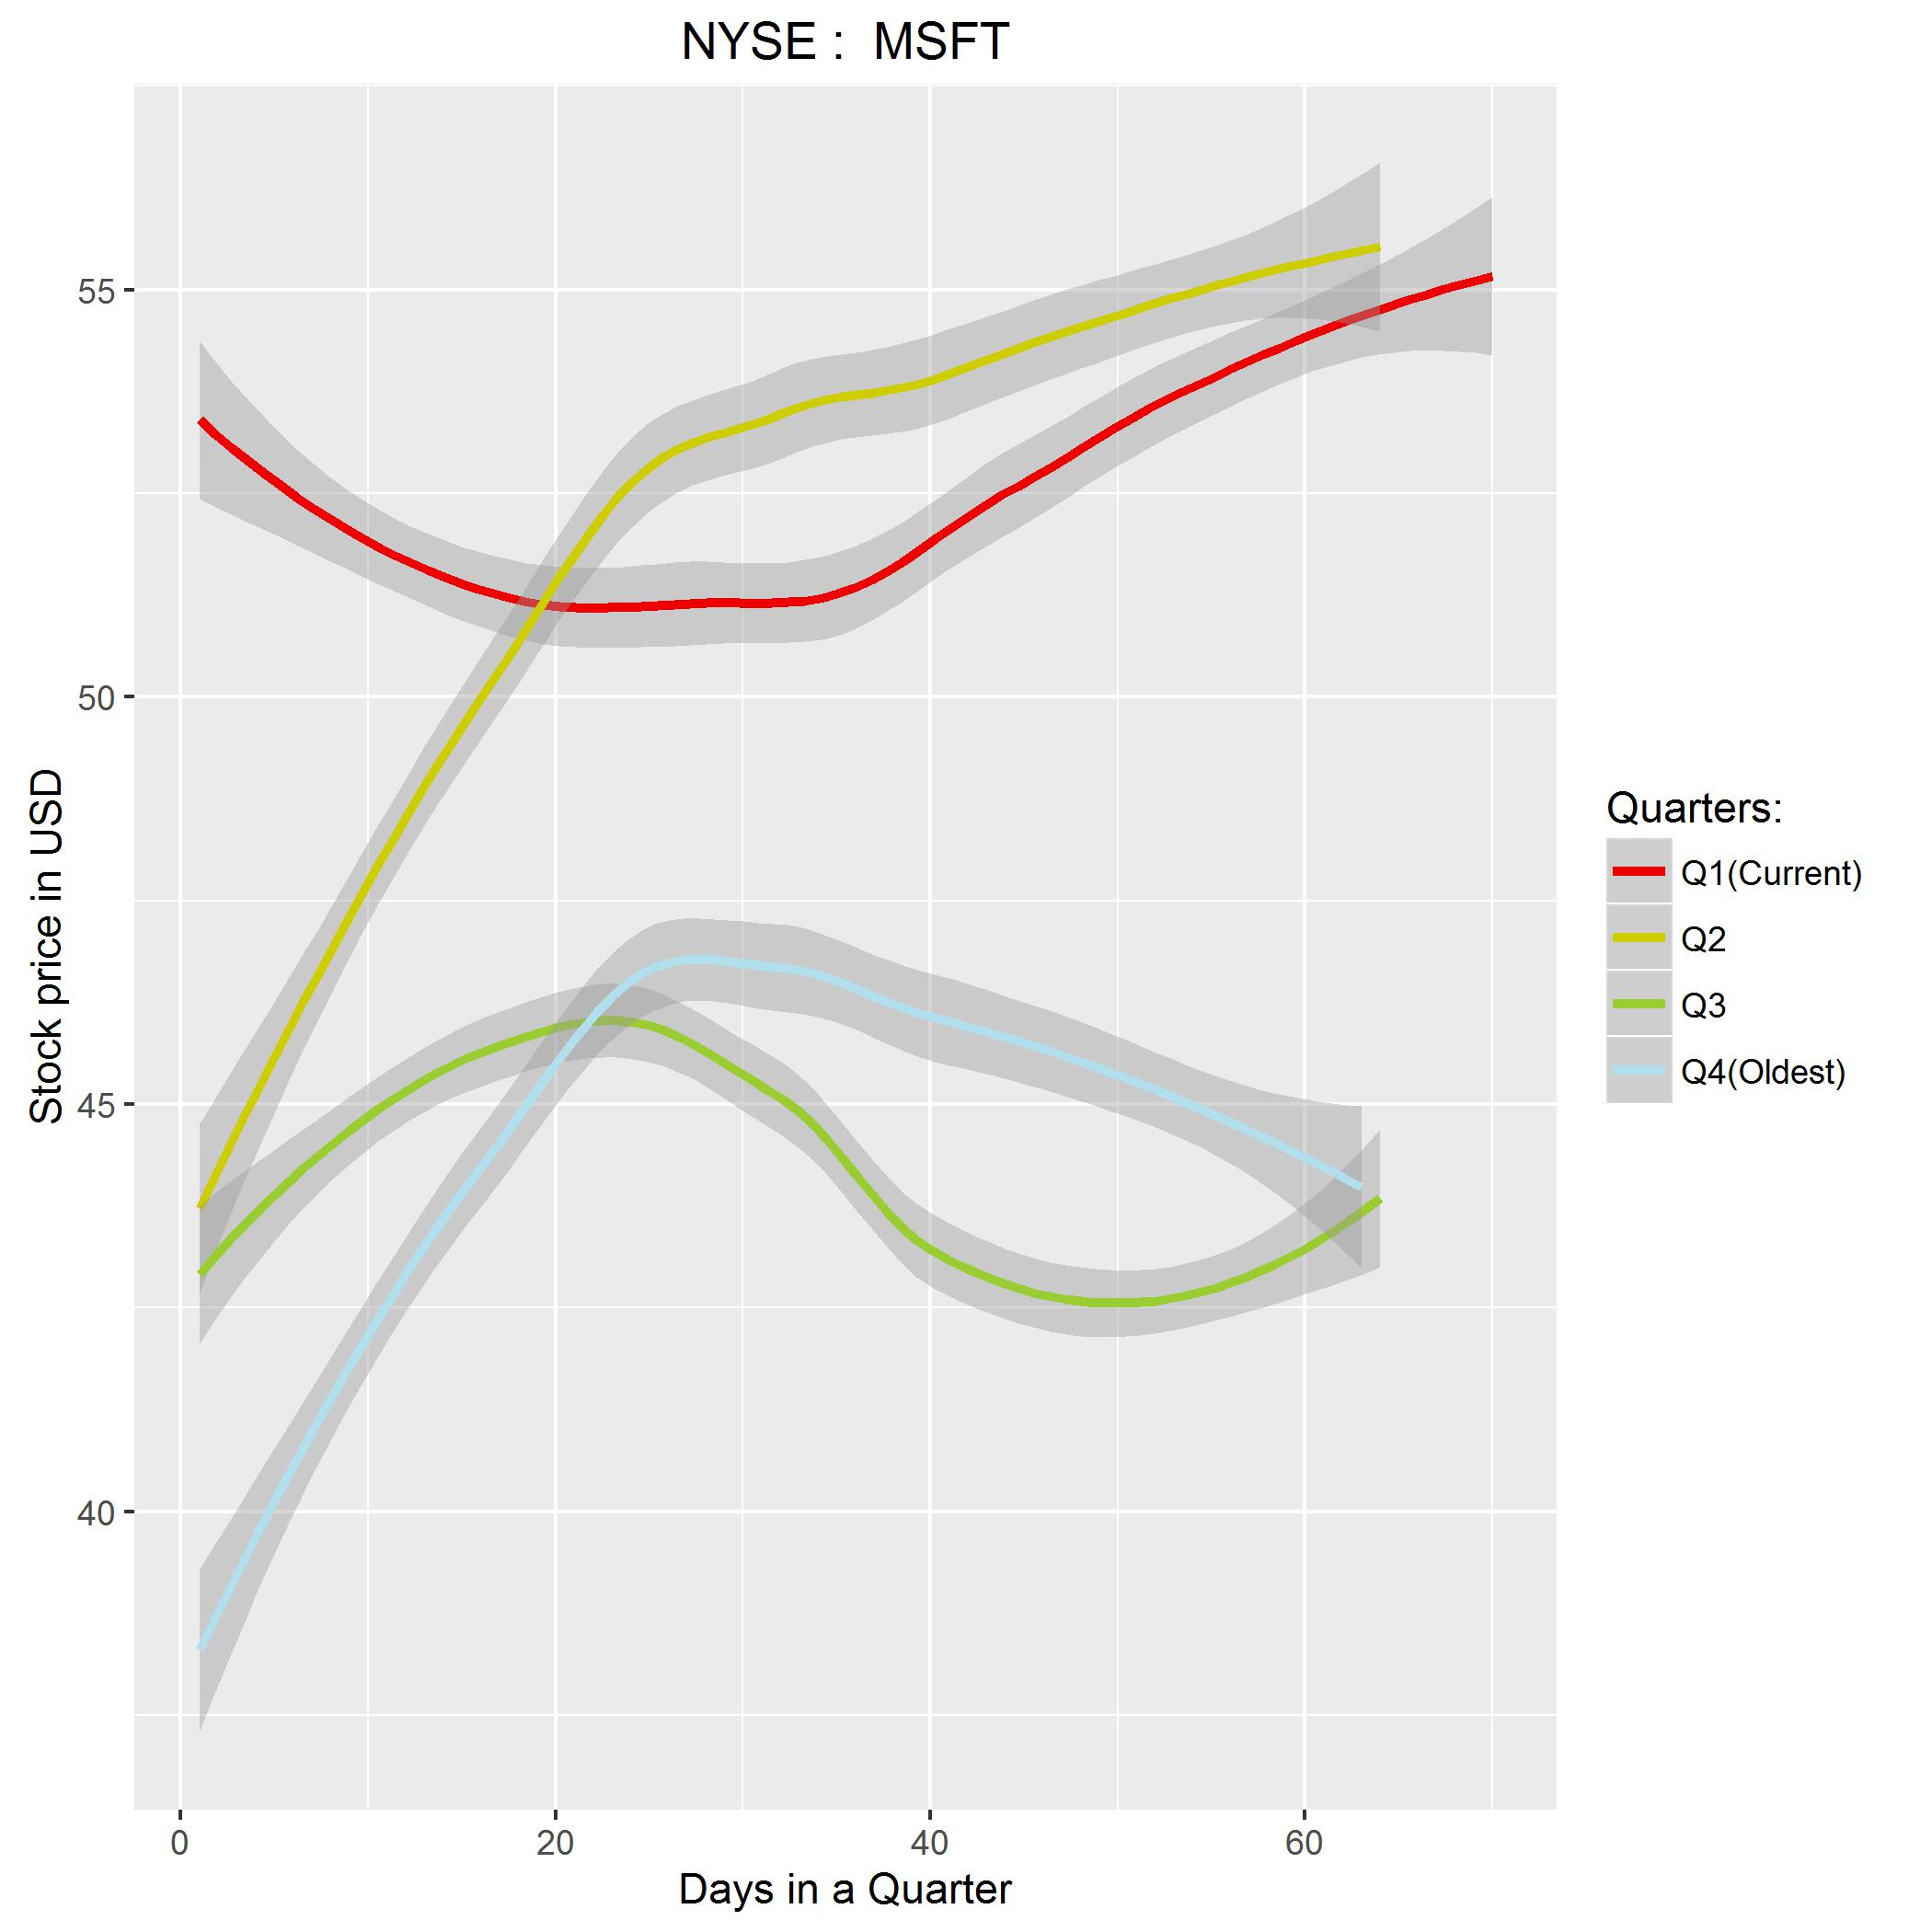 NYSE :  MSFT
55
50
45
40
Stock price in USD
0 20 40 60
Days in a Quarter
Quarters:
Q1(Current)
Q2
Q3
Q4(Oldest)